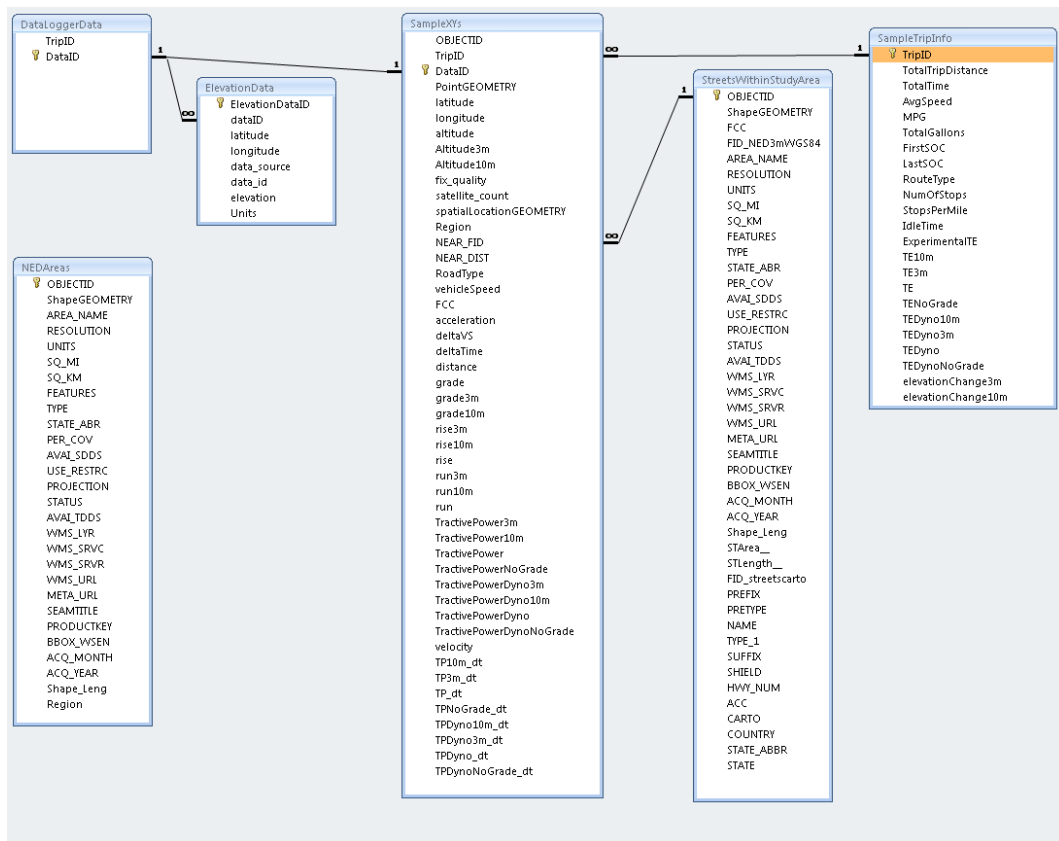 DataLoggerData
TripID
DataID
1
∞
1
ElevationData
ElevationDataID
dataID
latitude
longitude
data_source
data_id
elevation
Units
NEDAreas
OBJECTID
ShapeGEOMETRY
AREA_NAME
RESOLUTION
UNITS
SQ_MI
SQ_KM
FEATURES
TYPE
STATE_ABR
PER_COV
AVAI_SDDS
USE_RESTRC
PROJECTION
STATUS
AVAI_TDDS
WMS_LYR
WMS_SRVC
WMS_SRVR
WMS_URL
META_URL
SEAMTITLE
PRODUCTKEY
BBOX_WSEN
ACQ_MONTH
ACQ_YEAR
Shape_Leng
Region
SampleXYs
OBJECTID
TripID
DataID
PointGEOMETRY
latitude
longitude
altitude
Altitude3m
Altitude10m
fix_quality
satellite_count
spatialLocationGEOMETRY
Region
NEAR_FID
NEAR_DIST
RoadType
vehicleSpeed
FCC
acceleration
deltaVS
deltaTime
distance
grade
grade3m
grade10m
rise3m
rise10m
rise
run3m
run10m
run
TractivePower3m
TractivePower10m
TractivePower
TractivePowerNoGrade
TractivePowerDyno3m
TractivePowerDyno10m
TractivePowerDyno
TractivePowerDynoNoGrade
velocity
TP10m_dt
TP3m_dt
TP_dt
TPNoGrade_dt
TPDyno10m_dt
TPDyno3m_dt
TPDyno_dt
TPDynoNoGrade_dt
∞
1
∞
1
StreetsWithinStudyArea
OBJECTID
ShapeGEOMETRY
FCC
FID_NED3mWGS84
AREA_NAME
RESOLUTION
UNITS
SQ_MI
SQ_KM
FEATURES
TYPE
STATE_ABR
PER_COV
AVAI_SDDS
USE_RESTRC
PROJECTION
STATUS
AVAI_TDDS
WMS_LYR
WMS_SRVC
WMS_SRVR
WMS_URL
META_URL
SEAMTITLE
PRODUCTKEY
BBOX_WSEN
ACQ_MONTH
ACQ_YEAR
Shape_Leng
STArea__
STLength__
FID_streetscarto
PREFIX
PRETYPE
NAME
TYPE_1
SUFFIX
SHIELD
HWY_NUM
ACC
CARTO
COUNTRY
STATE_ABBR
STATE
SampleTripInfo
TripID
TotalTripDistance
TotalTime
AvgSpeed
MPG
TotalGallons
FirstSOC
LastSOC
RouteType
NumOfStops
StopsPerMile
IdleTime
ExperimentalTE
TE10m
TE3m
TE
TENoGrade
TEDyno10m
TEDyno3m
TEDyno
TEDynoNoGrade
elevationChange3m
elevationChange10m